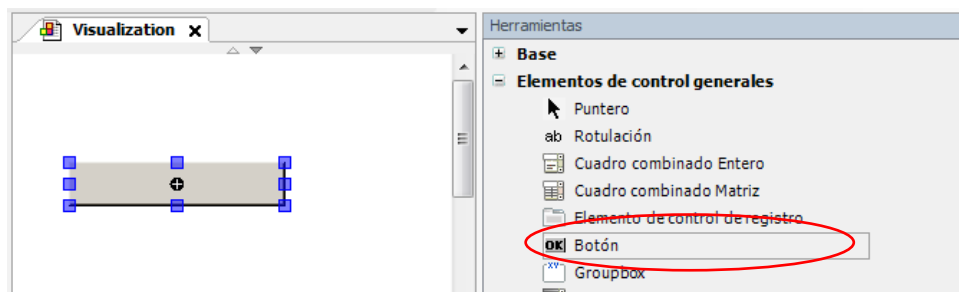 Visualization
Herramientas
Base
Elementos de control generales
Puntero
ab Rotulación
Cuadro combinado Entero
Cuadro combinado Matriz
Elemento de control de registro
OK Botón
XY Groupbox